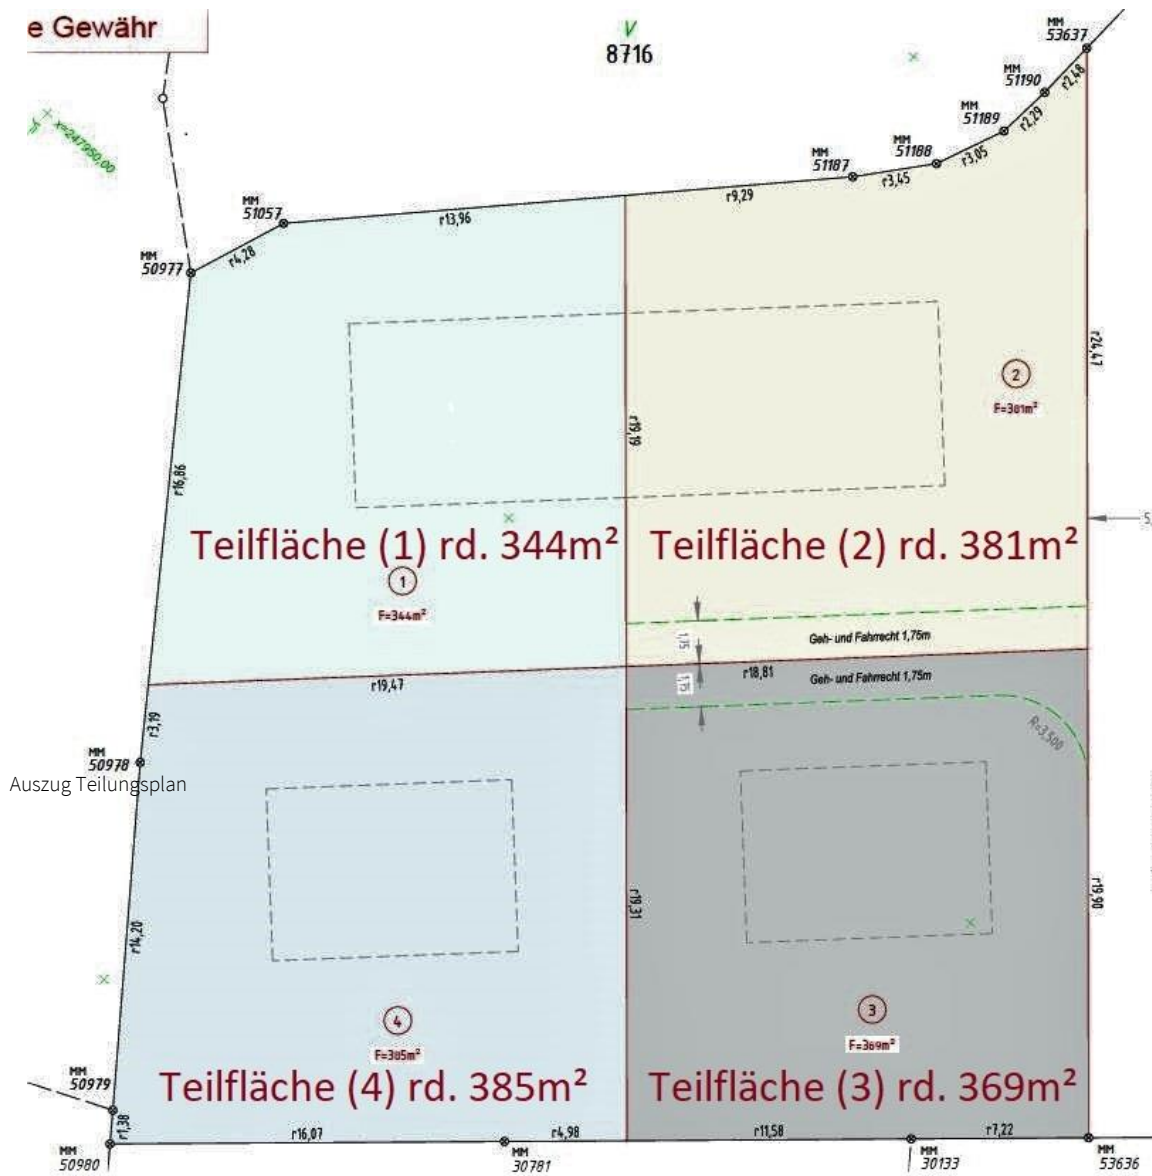 e Gewähr
V
8716
MM
53637
MM
51190
r2,48
MM
51189
r2,29
MM
51188
r3,05
MM
51187
r3,45
x=247950,00
MM
51057
r13,96
r9,29
MM
50977
r4,28
r24,47
2
F=381m²
r19,19
r16,86
Teilfläche (1) rd. 344m²
Teilfläche (2) rd. 381m²
1
F=344m²
1,75
Geh- und Fahrrecht 1,75m
r19,47
r18,81
1,75
Geh- und Fahrrecht 1,75m
r3,19
R=3,500
MM
50978
Auszug Teilungsplan
r14,20
r19,31
r19,90
4
F=385m²
3
F=369m²
MM
50979
Teilfläche (4) rd. 385m²
Teilfläche (3) rd. 369m²
r1,38
r16,07
r4,98
r11,58
r7,22
MM
50980
MM
30781
MM
30133
MM
53636